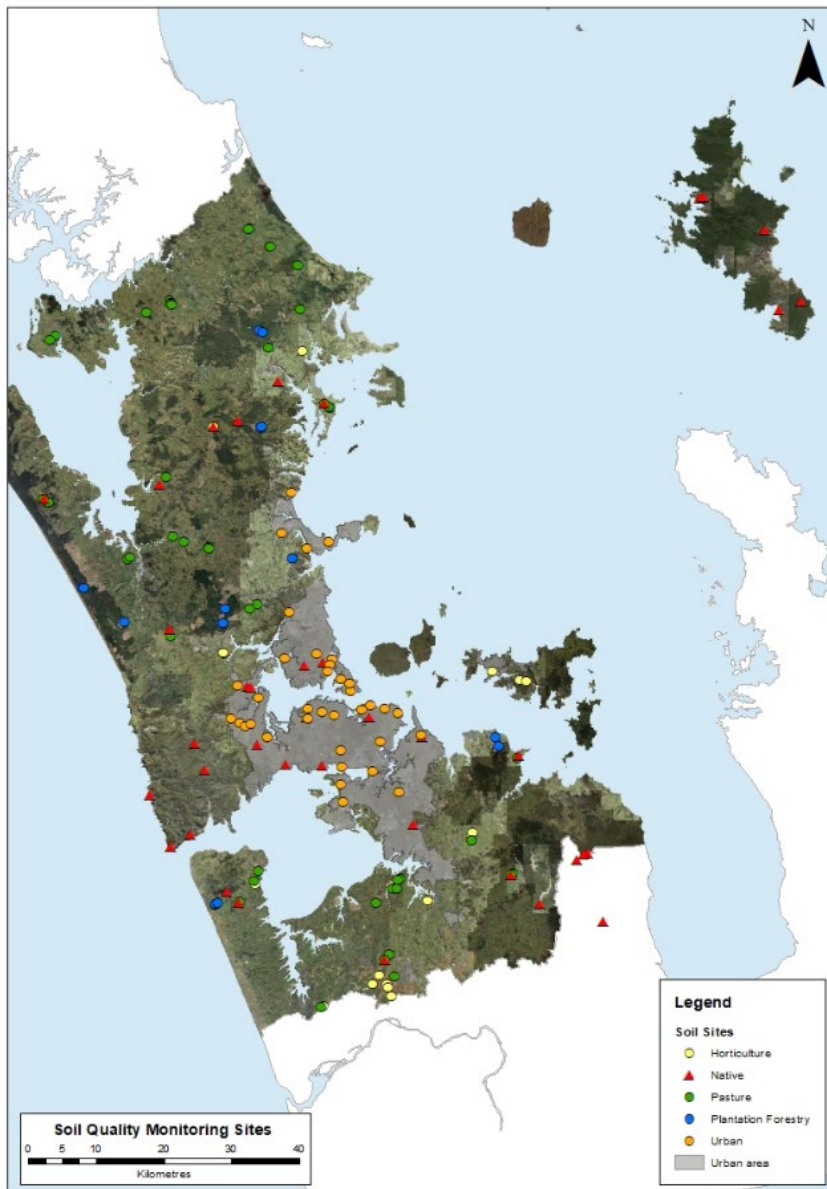 N
Legend
Soil Sites
Horticulture
Native
Pasture
Plantation Forestry
Urban
Urban area
Soil Quality Monitoring Sites
0 5 10 20 30 40
Kilometres